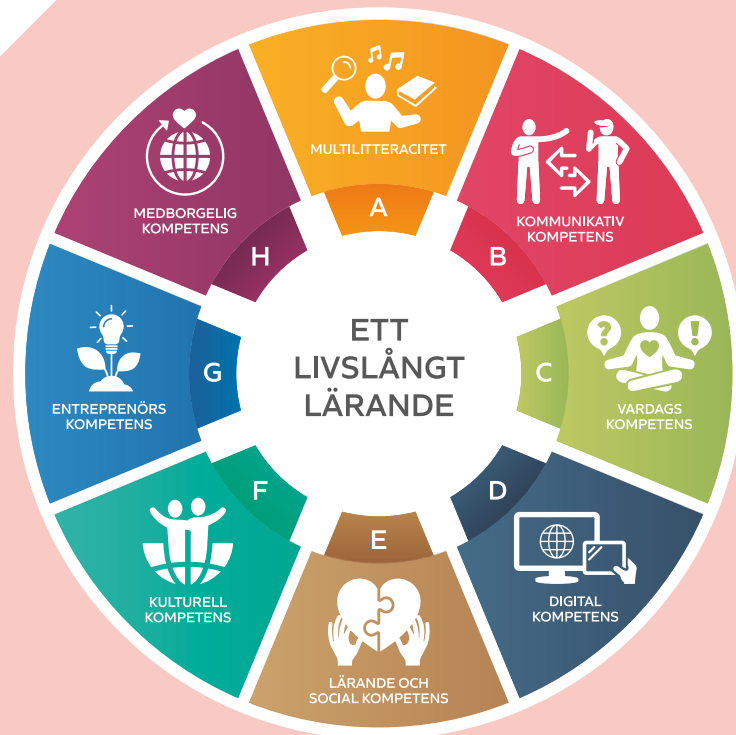 MULTILITTERACITET
A
KOMMUNIKATIV
KOMPETENS
B
VARDAGS
KOMPETENS
C
?
!
DIGITAL
KOMPETENS
D
LÄRANDE OCH
SOCIAL KOMPETENS
E
KULTURELL
KOMPETENS
F
ENTREPRENÖRS
KOMPETENS
G
MEDBORGELIG
KOMPETENS
H
ETT
LIVSLÅNGT
LÄRANDE